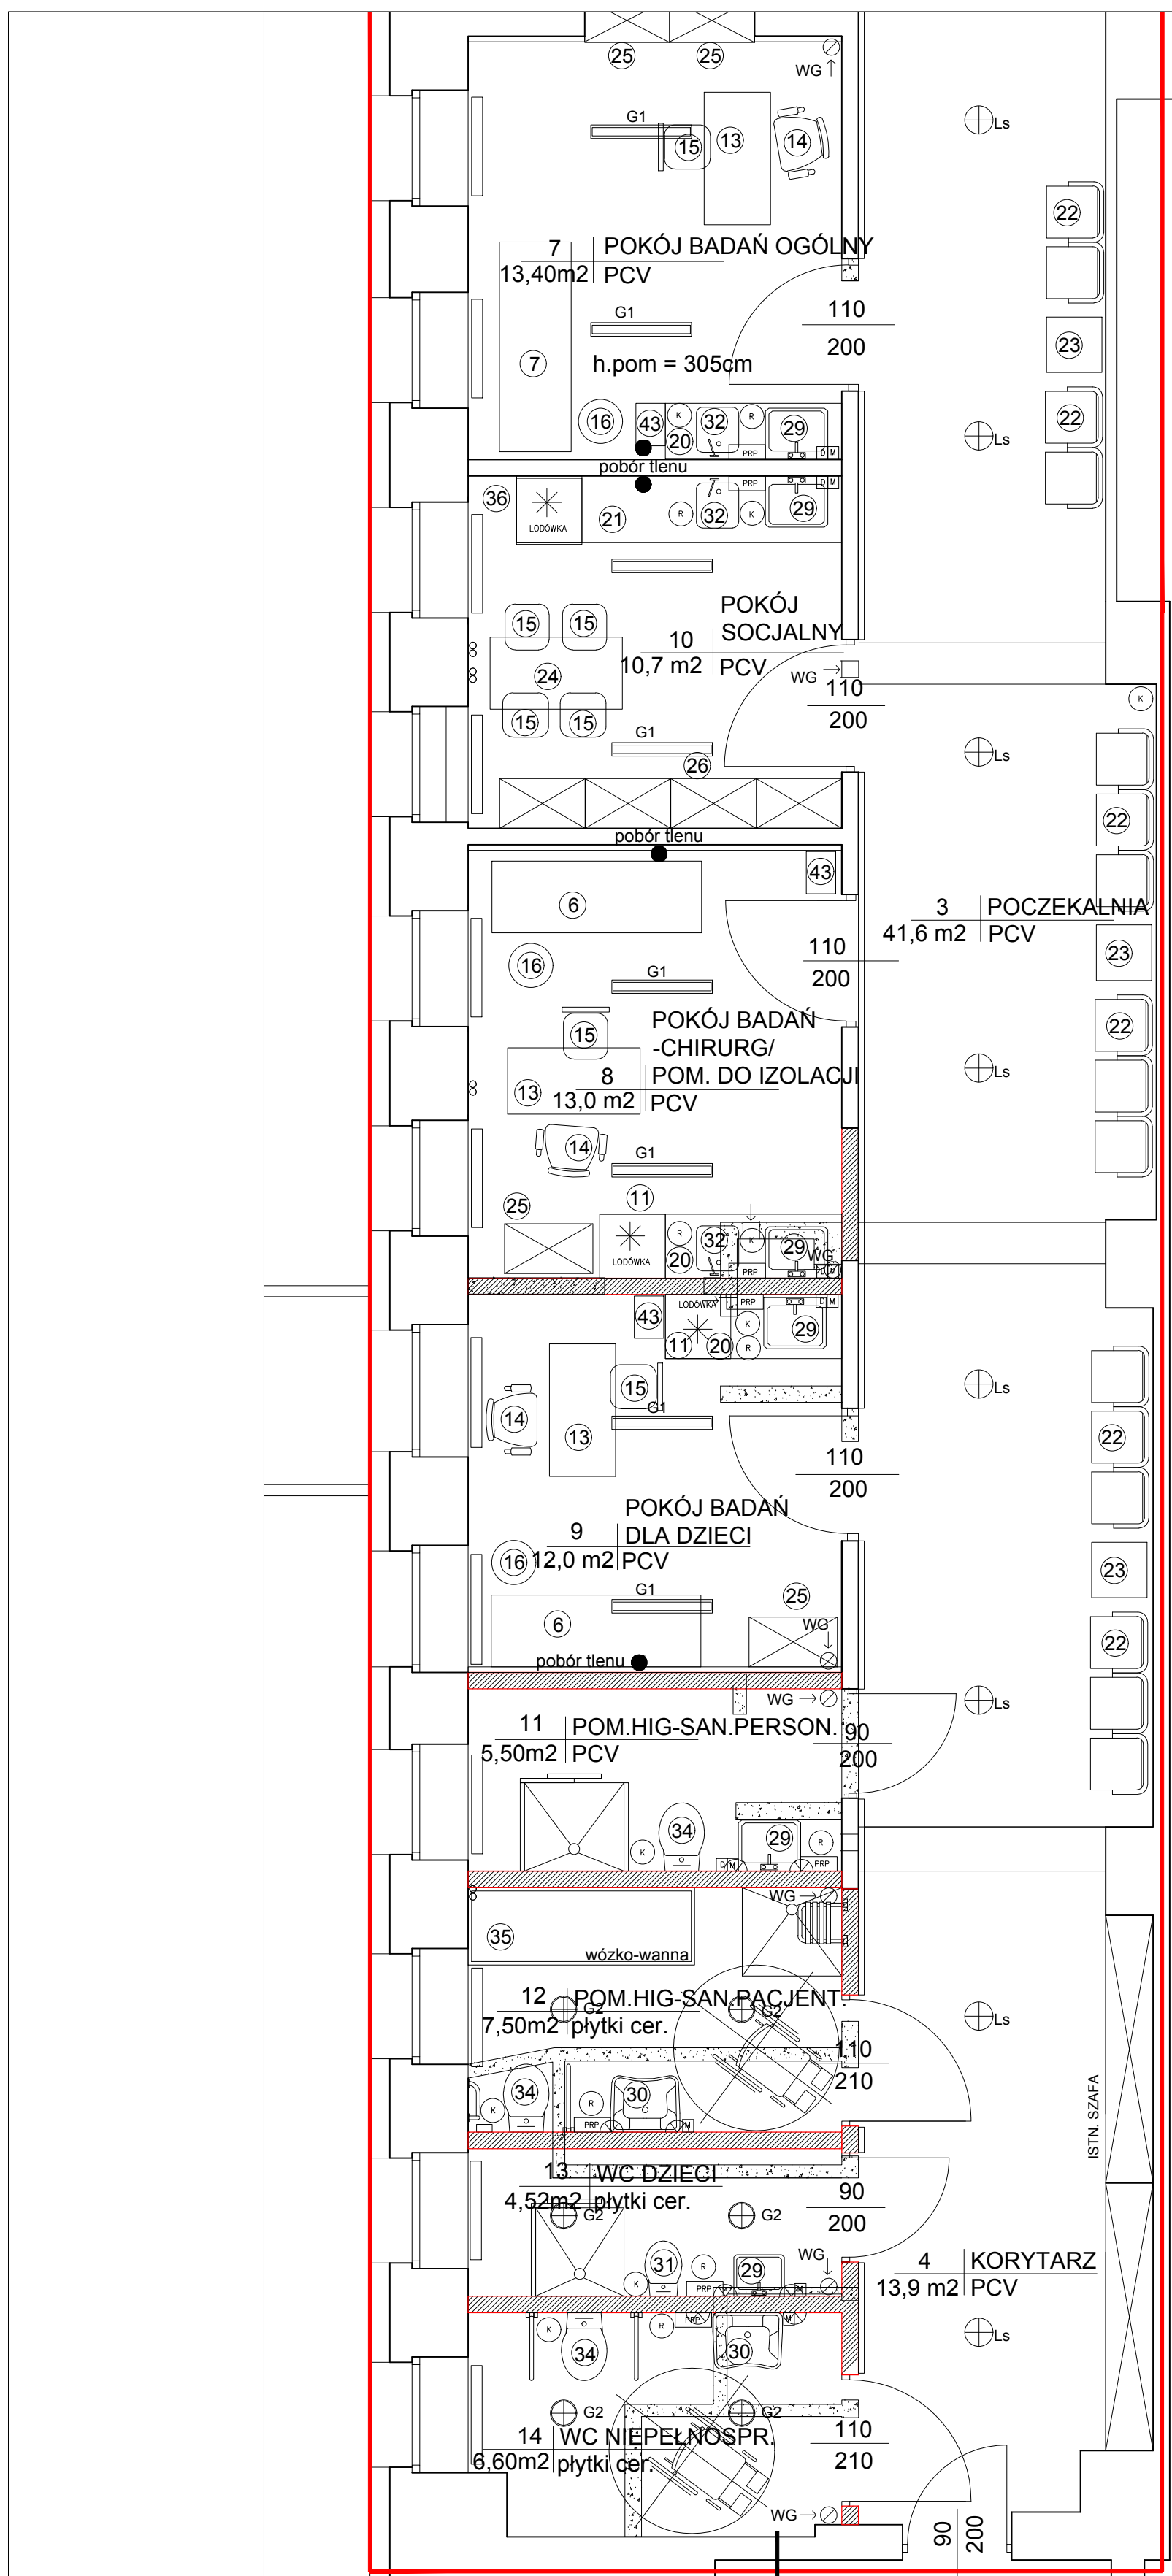 25 25
WG
G1
15 13 14
Ls
22
7 POKÓJ BADAŃ OGÓLNY
13,40m2 PCV
G1
110
200
23
7
h.pom = 305cm
16 43 K 20 32 R PRP 29 D M
22
Ls
pobór tlenu
36 LODÓWKA 21 R 32 PRP K 29 D M
POKÓJ
SOCJALNY
15 15
10
10,7 m2 PCV
WG
24
110
200
K
15 15
G1
26
Ls
22
pobór tlenu
43
6
3 POCZEKALNIA
41,6 m2 PCV
110
200
23
16
G1
15
POKÓJ BADAŃ
-CHIRURG/
POM. DO IZOLACJI
22
8
13,0 m2 PCV
Ls
13
14
G1
25 11
LODÓWKA R 20 32 K PRP 29 WG D M
43 LODÓWKA 11 20 PRP K R 29 D M
15
G1
14 13
Ls
22
110
200
POKÓJ BADAŃ
DLA DZIECI
9
12,0 m2 PCV
16
23
G1
25
6
WG
22
pobór tlenu
WG
Ls
11 POM.HIG-SAN.PERSON.
5,50m2 PCV
90
200
K 34 29 R
D M PRP
WG
35
wózko-wanna
12 POM.HIG-SAN.PACJENT.
7,50m2 płytki cer.
G2 G2
Ls
110
210
34 K R PRP 30 M
ISTN. SZAFA
13 WC DZIECI
4,52m2 płytki cer.
G2 G2
90
200
WG
K 31 R PRP 29 M
4 KORYTARZ
13,9 m2 PCV
K 34 R PRP 30 M
Ls
G2 G2
14 WC NIEPEŁNOSPR.
6,60m2 płytki cer.
110
210
WG
90
200